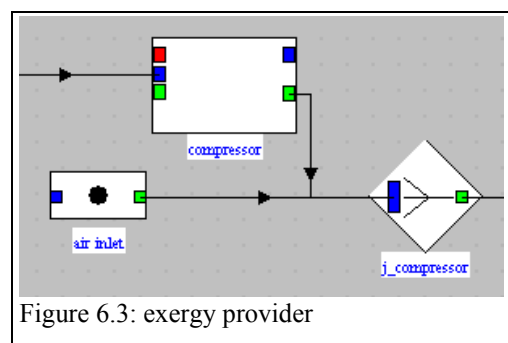 compressor
air inlet
j_compressor
Figure 6.3: exergy provider